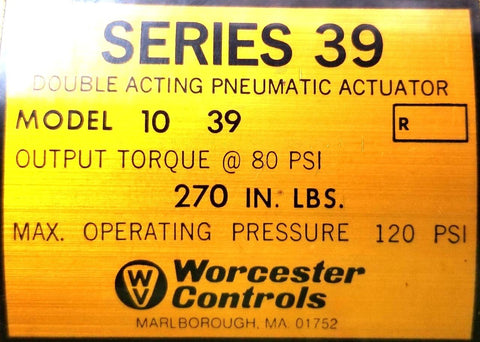 SERIES 39
DOUBLE ACTING PNEUMATIC ACTUATOR
MODEL 10 39 R
OUTPUT TORQUE @ 80 PSI
270 IN. LBS.
MAX. OPERATING PRESSURE 120 PSI
W Worcester
Controls
MARLBOROUGH, MA. 01752